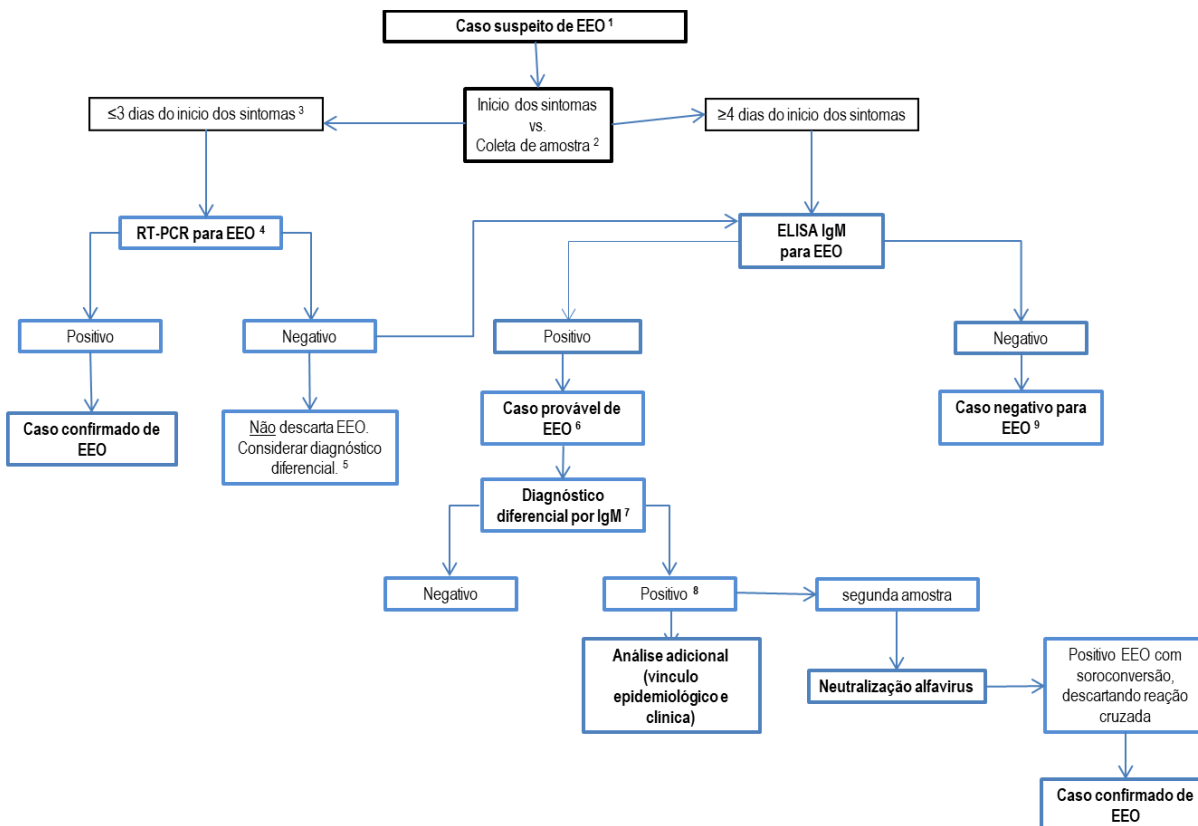 Caso suspeito de EEO ¹
≤3 dias do inicio dos sintomas ³
Início dos sintomas
vs.
Coleta de amostra ²
≥4 dias do início dos sintomas
RT-PCR para EEO ⁴
ELISA IgM
para EEO
Positivo
Negativo
Positivo
Negativo
Caso confirmado de
EEO
Não descarta EEO.
Considerar diagnóstico
diferencial. ⁵
Caso provável de
EEO ⁶
Caso negativo para
EEO ⁹
Diagnóstico
diferencial por IgM ⁷
Negativo
Positivo ⁸
segunda amostra
Análise adicional
(vinculo
epidemiológico e
clínica)
Neutralização alfavirus
Positivo EEO com
soroconversão,
descartando reação
cruzada
Caso confirmado de
EEO